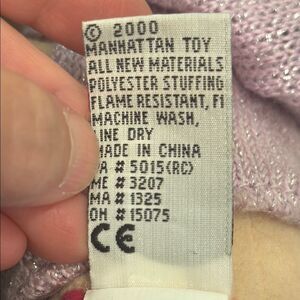 © 2000
MANHATTAN TOY
ALL NEW MATERIALS
POLYESTER STUFFING
FLAME RESISTANT, F1
MACHINE WASH,
LINE DRY
MADE IN CHINA
PA # 5015(RC)
ME # 3207
MA # 1325
OH # 15075
CE